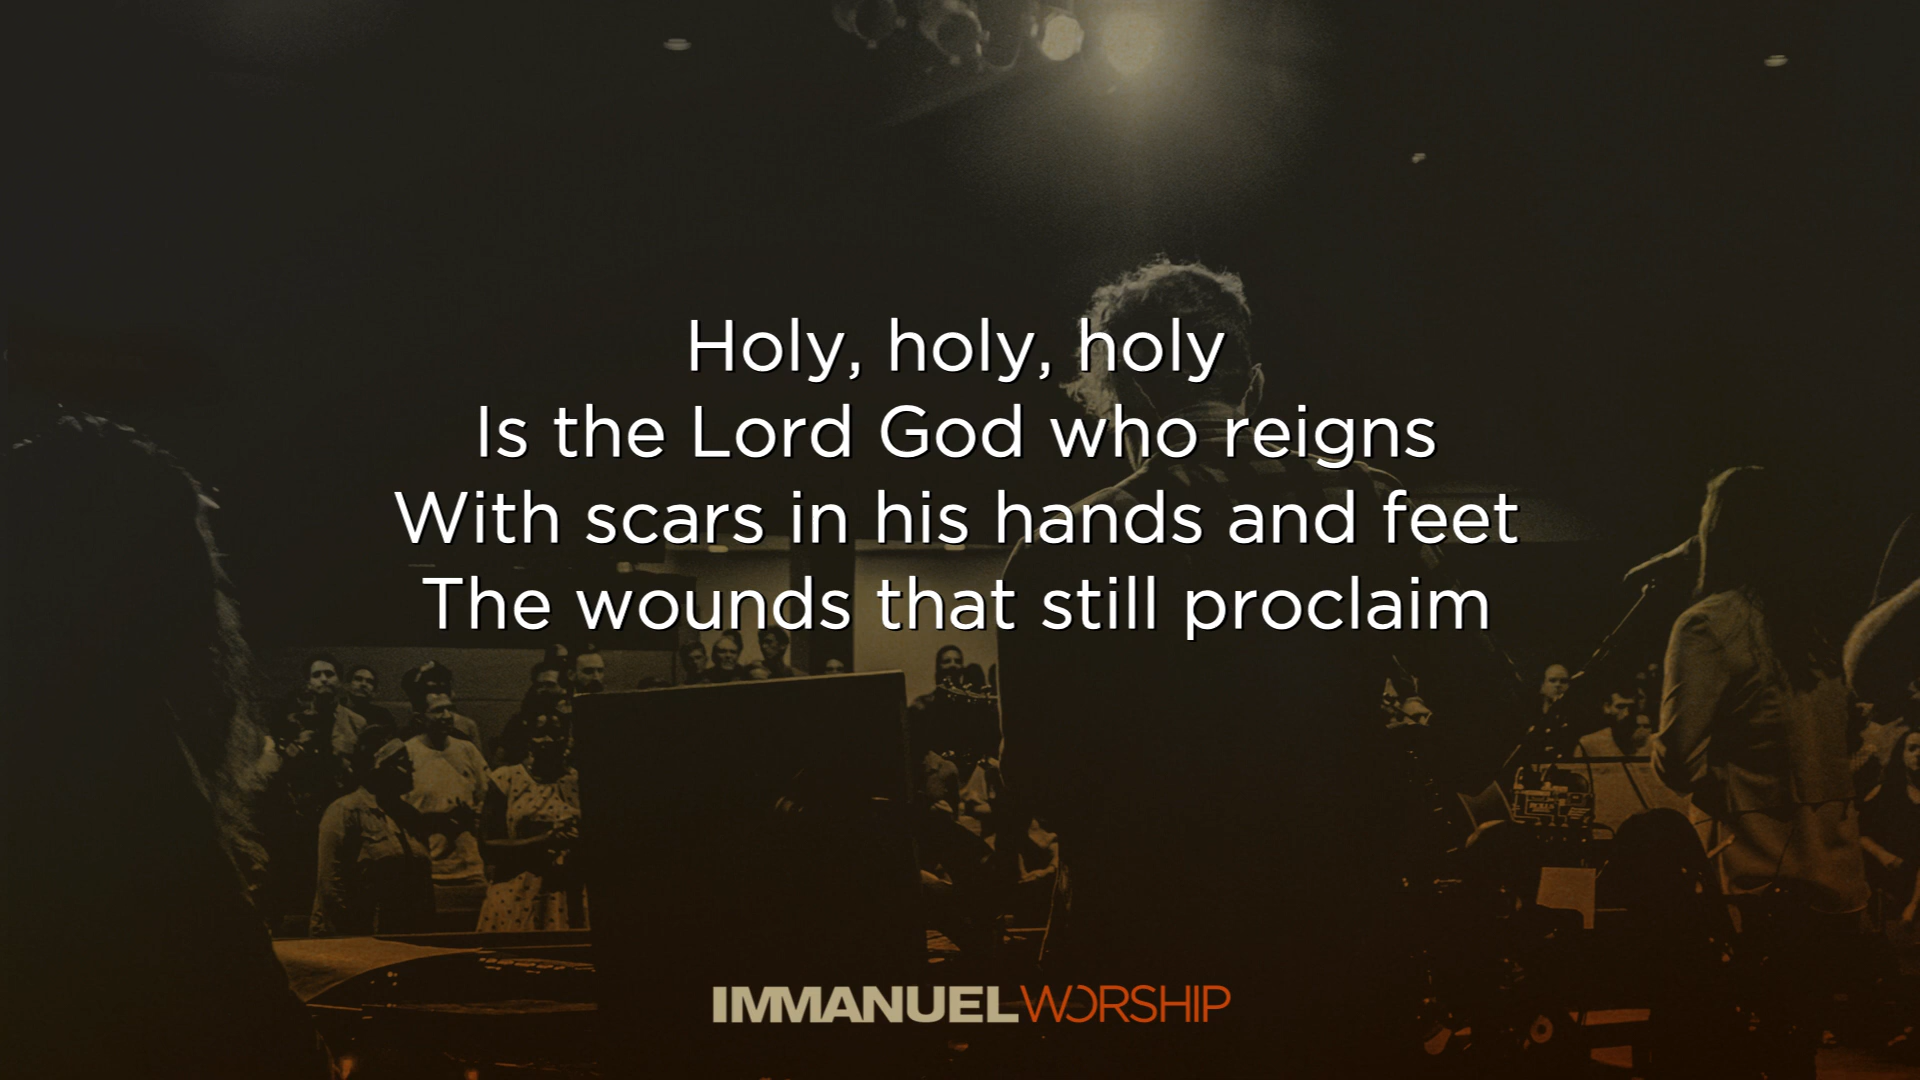 Holy, holy, holy
Is the Lord God who reigns
With scars in his hands and feet
The wounds that still proclaim
IMMANUELWORSHIP